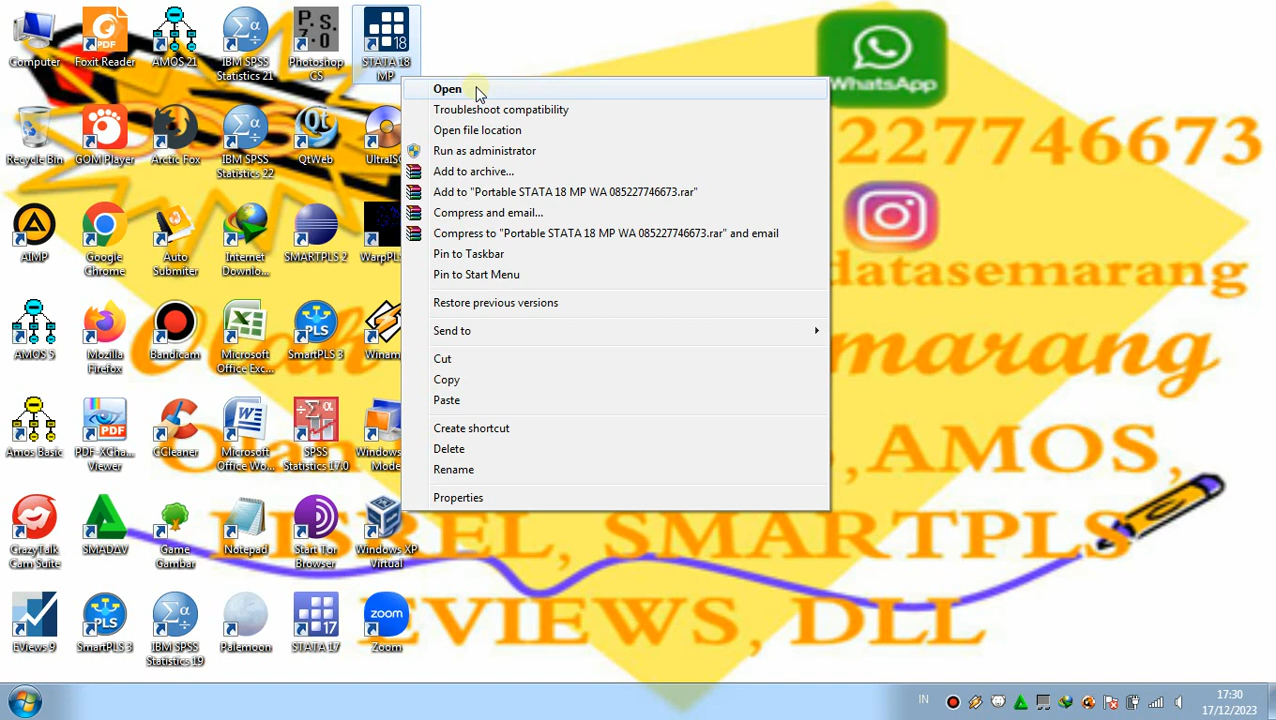 Computer
Foxit Reader
AMOS 21
IBM SPSS
Statistics 21
Photoshop
CS
STATA 18
MP
Recycle Bin
GOM Player
Arctic Fox
IBM SPSS
Statistics 22
QtWeb
UltraISO
AIMP
Google
Chrome
Auto
Submiter
Internet
Downlo...
SMARTPLS 2
WarpPL
AMOS 5
Mozilla
Firefox
Bandicam
Microsoft
Office Exc...
SmartPLS 3
Winam
Amos Basic
PDF-XCha...
Viewer
CCleaner
Microsoft
Office Wo...
SPSS
Statistics 17.0
Windows
Mode
CrazyTalk
Cam Suite
SMADAV
Game
Gambar
Notepad
Start Tor
Browser
Windows XP
Virtual
EViews 9
SmartPLS 3
IBM SPSS
Statistics 19
Palemoon
STATA 17
Zoom
Open
Troubleshoot compatibility
Open file location
Run as administrator
Add to archive...
Add to "Portable STATA 18 MP WA 085227746673.rar"
Compress and email...
Compress to "Portable STATA 18 MP WA 085227746673.rar" and email
Pin to Taskbar
Pin to Start Menu
Restore previous versions
Send to
Cut
Copy
Paste
Create shortcut
Delete
Rename
Properties
WhatsApp
227746673
datasemarang
marang
,AMOS,
LISREL, SMARTPLS
EVIEWS, DLL
IN
17:30
17/12/2023